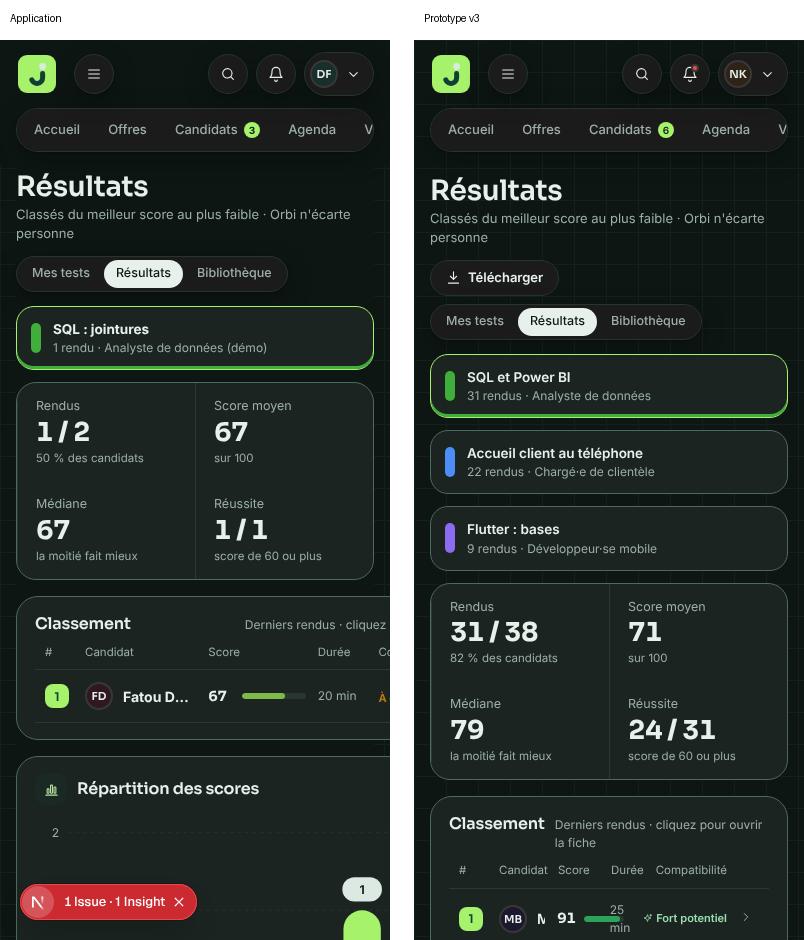 Application
DF
Accueil Offres Candidats 3 Agenda V
Résultats
Classés du meilleur score au plus faible · Orbi n'écarte
personne
Mes tests Résultats Bibliothèque
SQL : jointures
1 rendu · Analyste de données (démo)
Rendus
1 / 2
50 % des candidats
Score moyen
67
sur 100
Médiane
67
la moitié fait mieux
Réussite
1 / 1
score de 60 ou plus
Classement Derniers rendus · cliquez
# Candidat Score Durée Co
1 FD Fatou D... 67 20 min À
Répartition des scores
2
1
N 1 Issue · 1 Insight
Prototype v3
NK
Accueil Offres Candidats 6 Agenda V
Résultats
Classés du meilleur score au plus faible · Orbi n'écarte
personne
Télécharger
Mes tests Résultats Bibliothèque
SQL et Power BI
31 rendus · Analyste de données
Accueil client au téléphone
22 rendus · Chargé·e de clientèle
Flutter : bases
9 rendus · Développeur·se mobile
Rendus
31 / 38
82 % des candidats
Score moyen
71
sur 100
Médiane
79
la moitié fait mieux
Réussite
24 / 31
score de 60 ou plus
Classement Derniers rendus · cliquez pour ouvrir
la fiche
# Candidat Score Durée Compatibilité
1 MB 91 25 min Fort potentiel